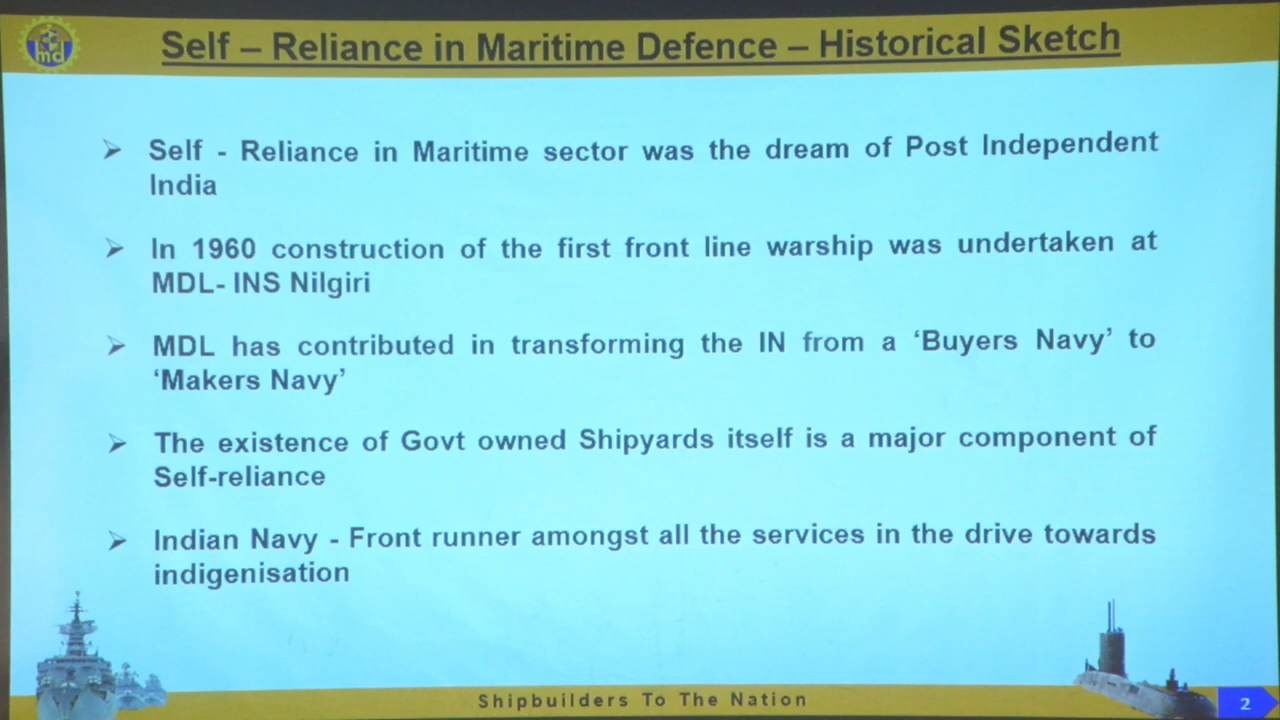 Self – Reliance in Maritime Defence – Historical Sketch
➢ Self - Reliance in Maritime sector was the dream of Post Independent
India
➢ In 1960 construction of the first front line warship was undertaken at
MDL- INS Nilgiri
➢ MDL has contributed in transforming the IN from a ‘Buyers Navy’ to
‘Makers Navy’
➢ The existence of Govt owned Shipyards itself is a major component of
Self-reliance
➢ Indian Navy - Front runner amongst all the services in the drive towards
indigenisation
Shipbuilders To The Nation
2